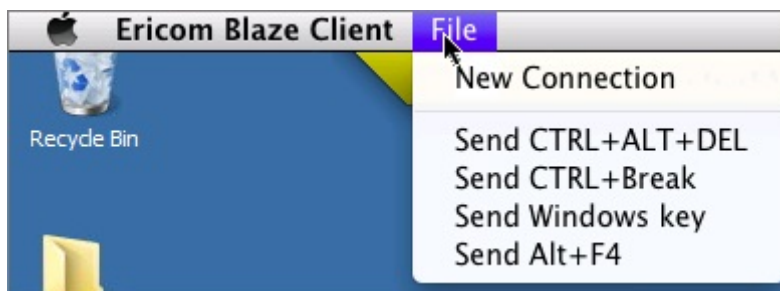 Ericom Blaze Client File
New Connection
Recycle Bin
Send CTRL+ALT+DEL
Send CTRL+Break
Send Windows key
Send Alt+F4